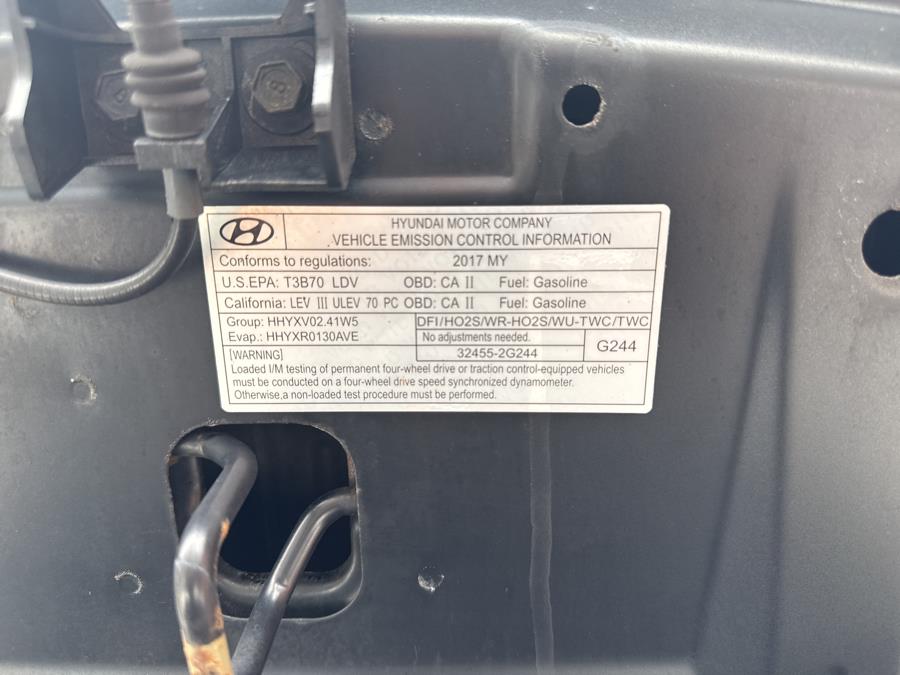 HYUNDAI MOTOR COMPANY
VEHICLE EMISSION CONTROL INFORMATION
Conforms to regulations: 2017 MY
U.S.EPA: T3B70 LDV OBD: CA II Fuel: Gasoline
California: LEV III ULEV 70 PC OBD: CA II Fuel: Gasoline
Group: HHYXV02.41W5
Evap.: HHYXR0130AVE
DFI/HO2S/WR-HO2S/WU-TWC/TWC
No adjustments needed.
32455-2G244
G244
[WARNING]
Loaded I/M testing of permanent four-wheel drive or traction control-equipped vehicles
must be conducted on a four-wheel drive speed synchronized dynamometer.
Otherwise,a non-loaded test procedure must be performed.
8